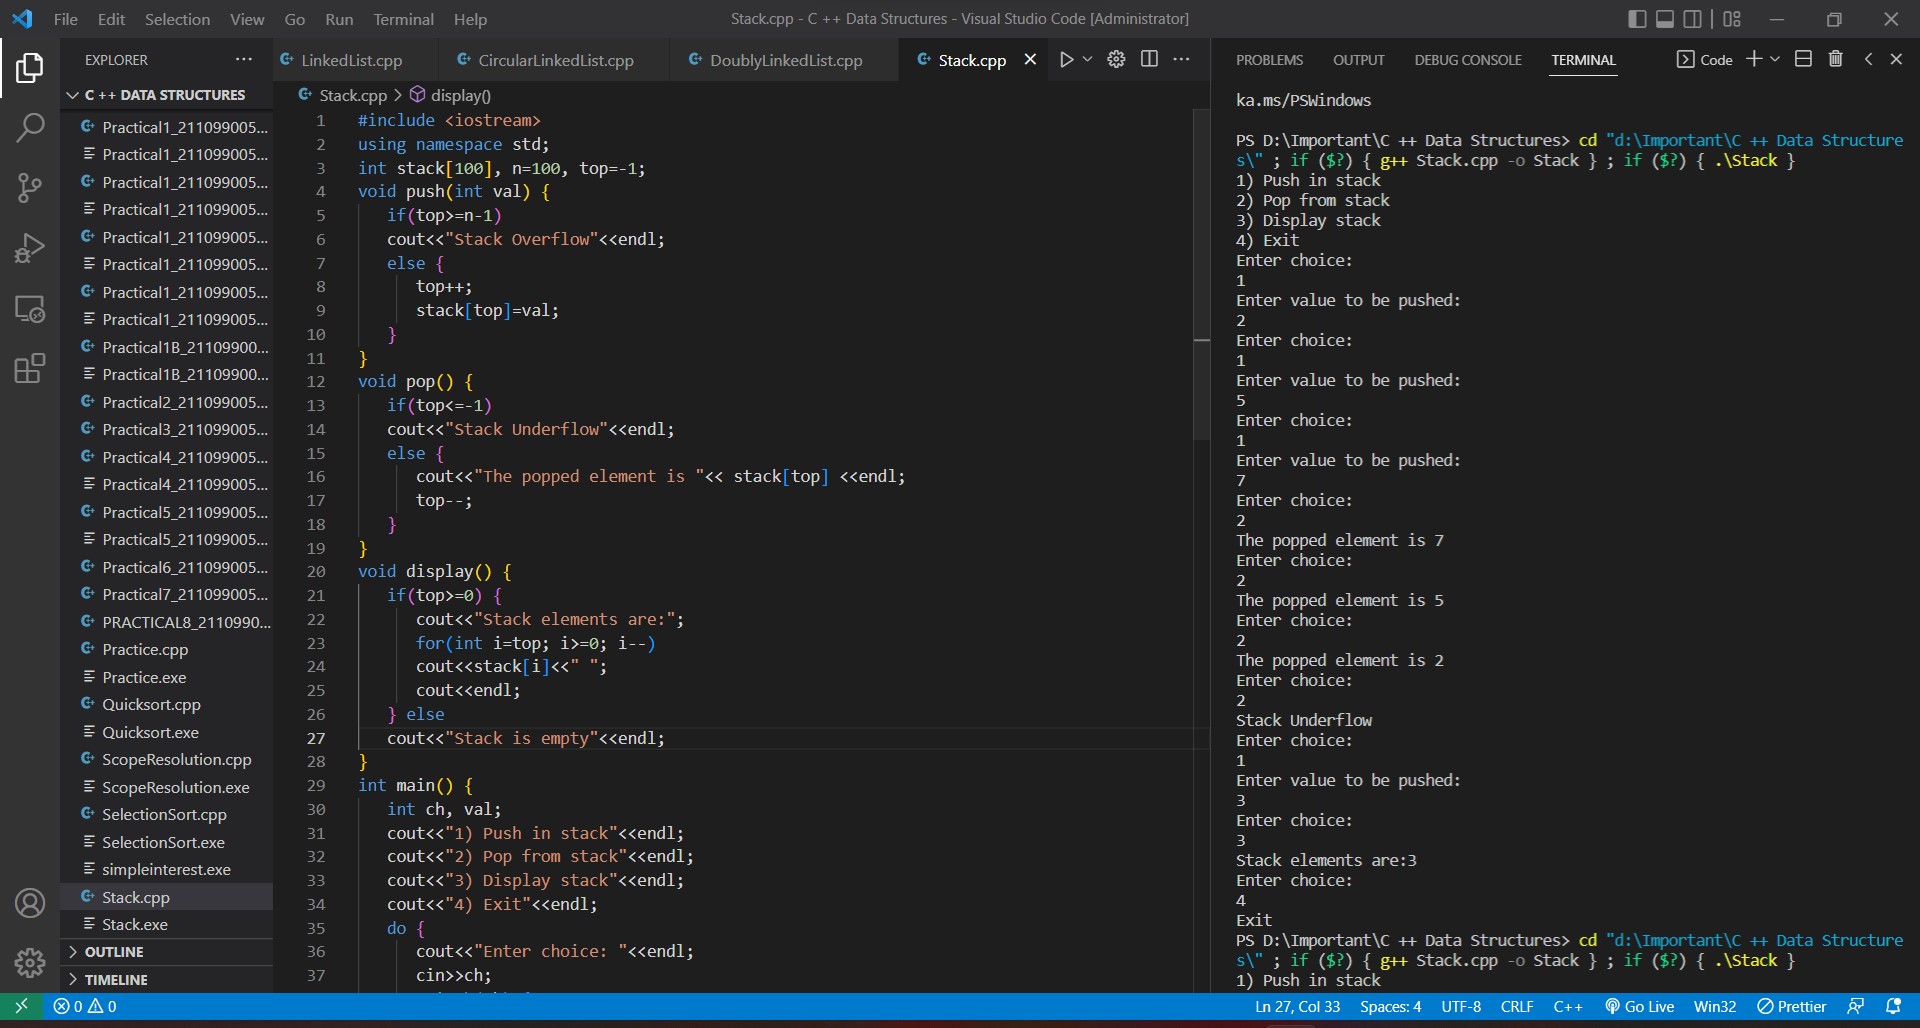 File Edit Selection View Go Run Terminal Help
Stack.cpp - C ++ Data Structures - Visual Studio Code [Administrator]
EXPLORER
C ++ DATA STRUCTURES
Practical1_211099005...
Practical1_211099005...
Practical1_211099005...
Practical1_211099005...
Practical1_211099005...
Practical1_211099005...
Practical1_211099005...
Practical1_211099005...
Practical1B_21109900...
Practical1B_21109900...
Practical2_211099005...
Practical3_211099005...
Practical4_211099005...
Practical4_211099005...
Practical5_211099005...
Practical5_211099005...
Practical6_211099005...
Practical7_211099005...
PRACTICAL8_2110990...
Practice.cpp
Practice.exe
Quicksort.cpp
Quicksort.exe
ScopeResolution.cpp
ScopeResolution.exe
SelectionSort.cpp
SelectionSort.exe
simpleinterest.exe
Stack.cpp
Stack.exe
OUTLINE
TIMELINE
LinkedList.cpp CircularLinkedList.cpp DoublyLinkedList.cpp Stack.cpp
Stack.cpp > display()
1 #include <iostream>
2 using namespace std;
3 int stack[100], n=100, top=-1;
4 void push(int val) {
5 if(top>=n-1)
6 cout<<"Stack Overflow"<<endl;
7 else {
8 top++;
9 stack[top]=val;
10 }
11 }
12 void pop() {
13 if(top<=-1)
14 cout<<"Stack Underflow"<<endl;
15 else {
16 cout<<"The popped element is "<< stack[top] <<endl;
17 top--;
18 }
19 }
20 void display() {
21 if(top>=0) {
22 cout<<"Stack elements are:";
23 for(int i=top; i>=0; i--)
24 cout<<stack[i]<<" ";
25 cout<<endl;
26 } else
27 cout<<"Stack is empty"<<endl;
28 }
29 int main() {
30 int ch, val;
31 cout<<"1) Push in stack"<<endl;
32 cout<<"2) Pop from stack"<<endl;
33 cout<<"3) Display stack"<<endl;
34 cout<<"4) Exit"<<endl;
35 do {
36 cout<<"Enter choice: "<<endl;
37 cin>>ch;
PROBLEMS OUTPUT DEBUG CONSOLE TERMINAL Code
ka.ms/PSWindows
PS D:\Important\C ++ Data Structures> cd "d:\Important\C ++ Data Structure
s\" ; if ($?) { g++ Stack.cpp -o Stack } ; if ($?) { .\Stack }
1) Push in stack
2) Pop from stack
3) Display stack
4) Exit
Enter choice:
1
Enter value to be pushed:
2
Enter choice:
1
Enter value to be pushed:
5
Enter choice:
1
Enter value to be pushed:
7
Enter choice:
2
The popped element is 7
Enter choice:
2
The popped element is 5
Enter choice:
2
The popped element is 2
Enter choice:
2
Stack Underflow
Enter choice:
1
Enter value to be pushed:
3
Enter choice:
3
Stack elements are:3
Enter choice:
4
Exit
PS D:\Important\C ++ Data Structures> cd "d:\Important\C ++ Data Structure
s\" ; if ($?) { g++ Stack.cpp -o Stack } ; if ($?) { .\Stack }
1) Push in stack
0 0 Ln 27, Col 33 Spaces: 4 UTF-8 CRLF C++ Go Live Win32 Prettier